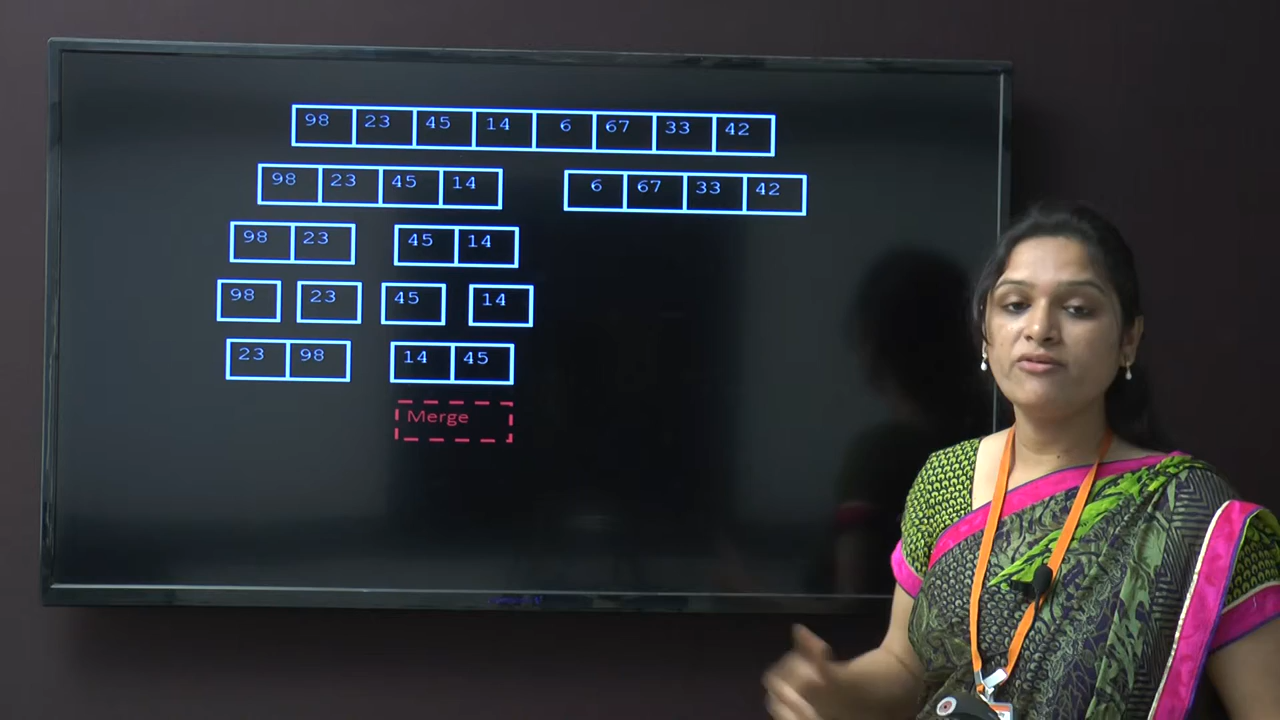 98 23 45 14 6 67 33 42
98 23 45 14 6 67 33 42
98 23 45 14
98 23 45 14
23 98 14 45
Merge